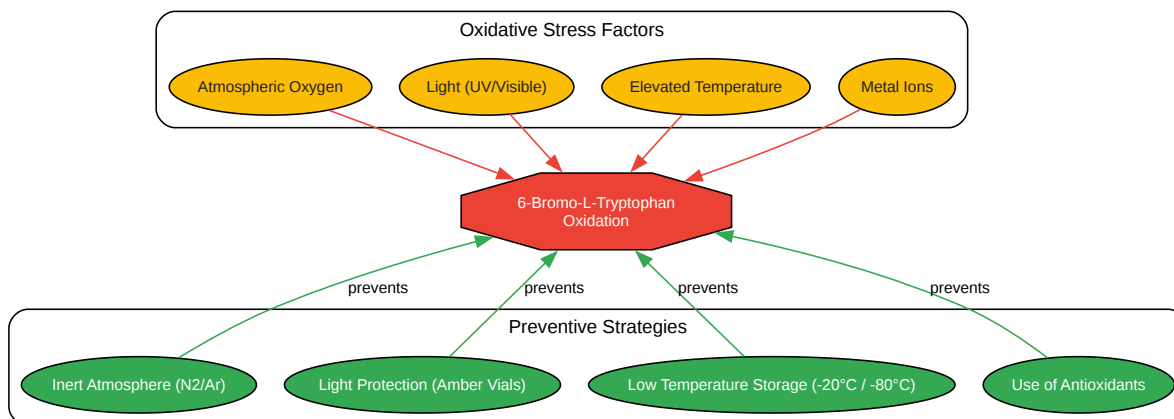 Oxidative Stress Factors
Atmospheric Oxygen
Light (UV/Visible)
Elevated Temperature
Metal Ions
6-Bromo-L-Tryptophan
Oxidation
prevents
prevents
prevents
prevents
Preventive Strategies
Inert Atmosphere (N2/Ar)
Light Protection (Amber Vials)
Low Temperature Storage (-20°C / -80°C)
Use of Antioxidants